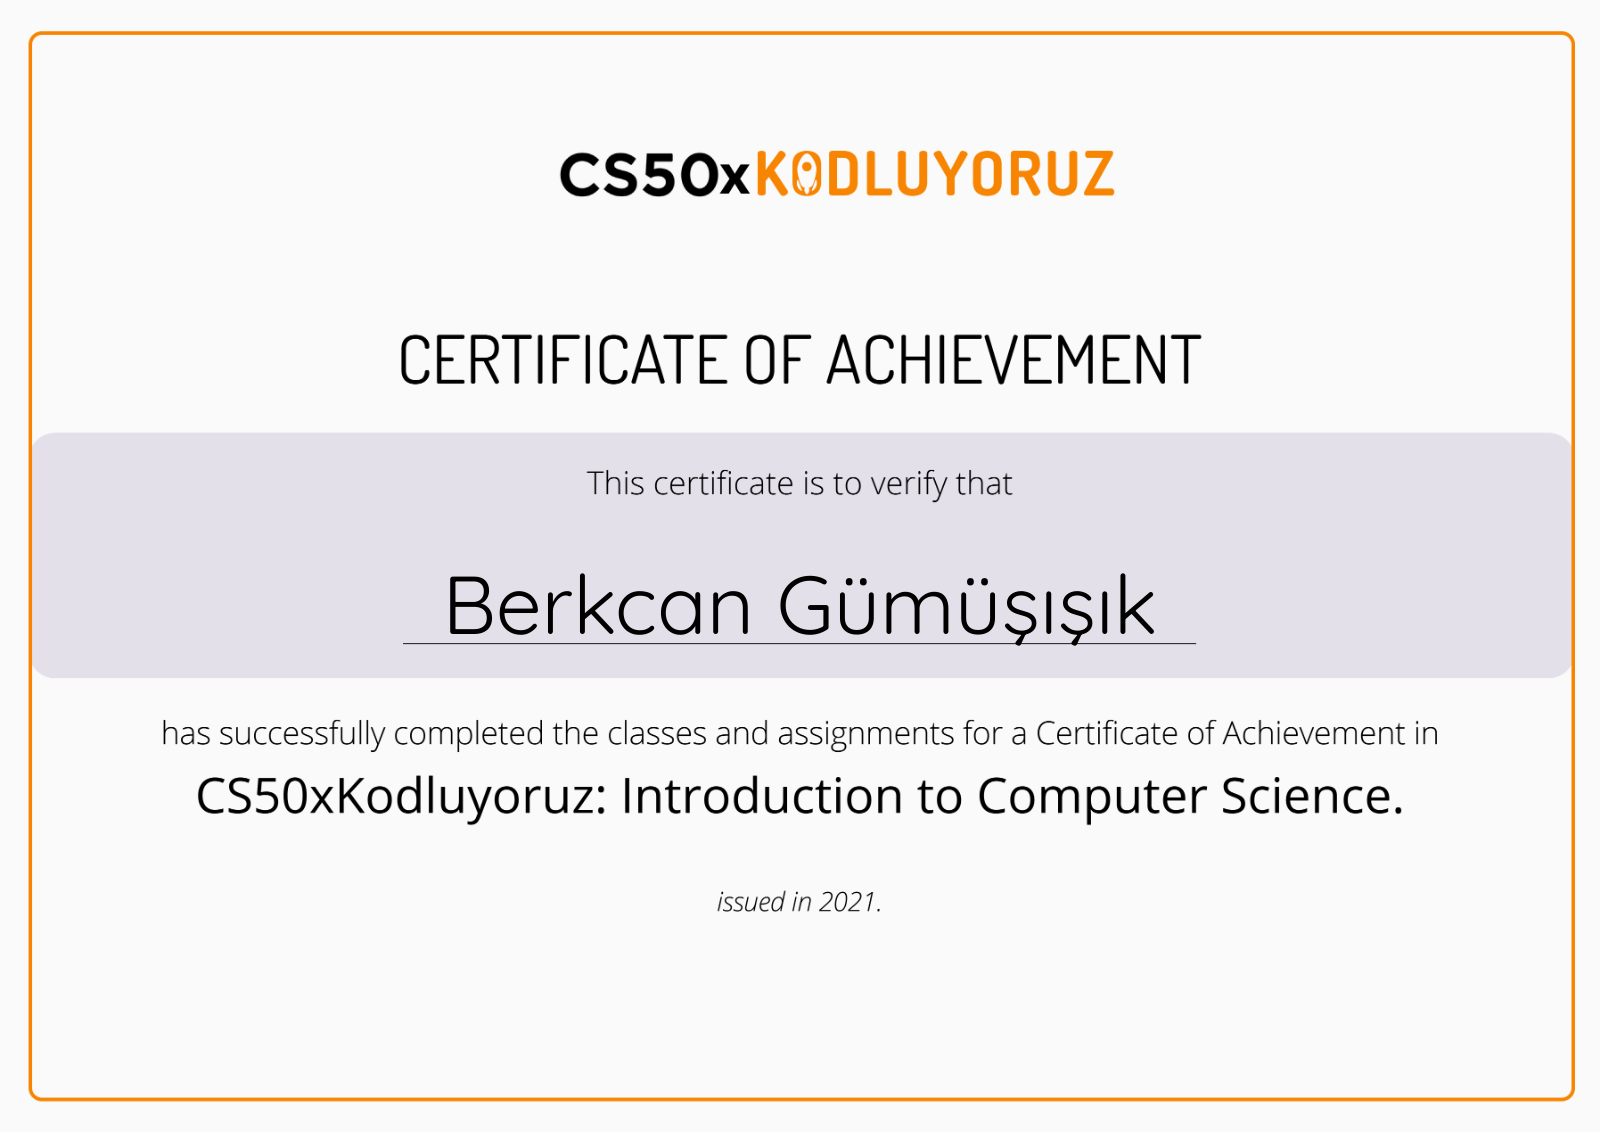 CS50xKODLUYORUZ
CERTIFICATE OF ACHIEVEMENT
This certificate is to verify that
Berkcan Gümüşışık
has successfully completed the classes and assignments for a Certificate of Achievement in
CS50xKodluyoruz: Introduction to Computer Science.
issued in 2021.